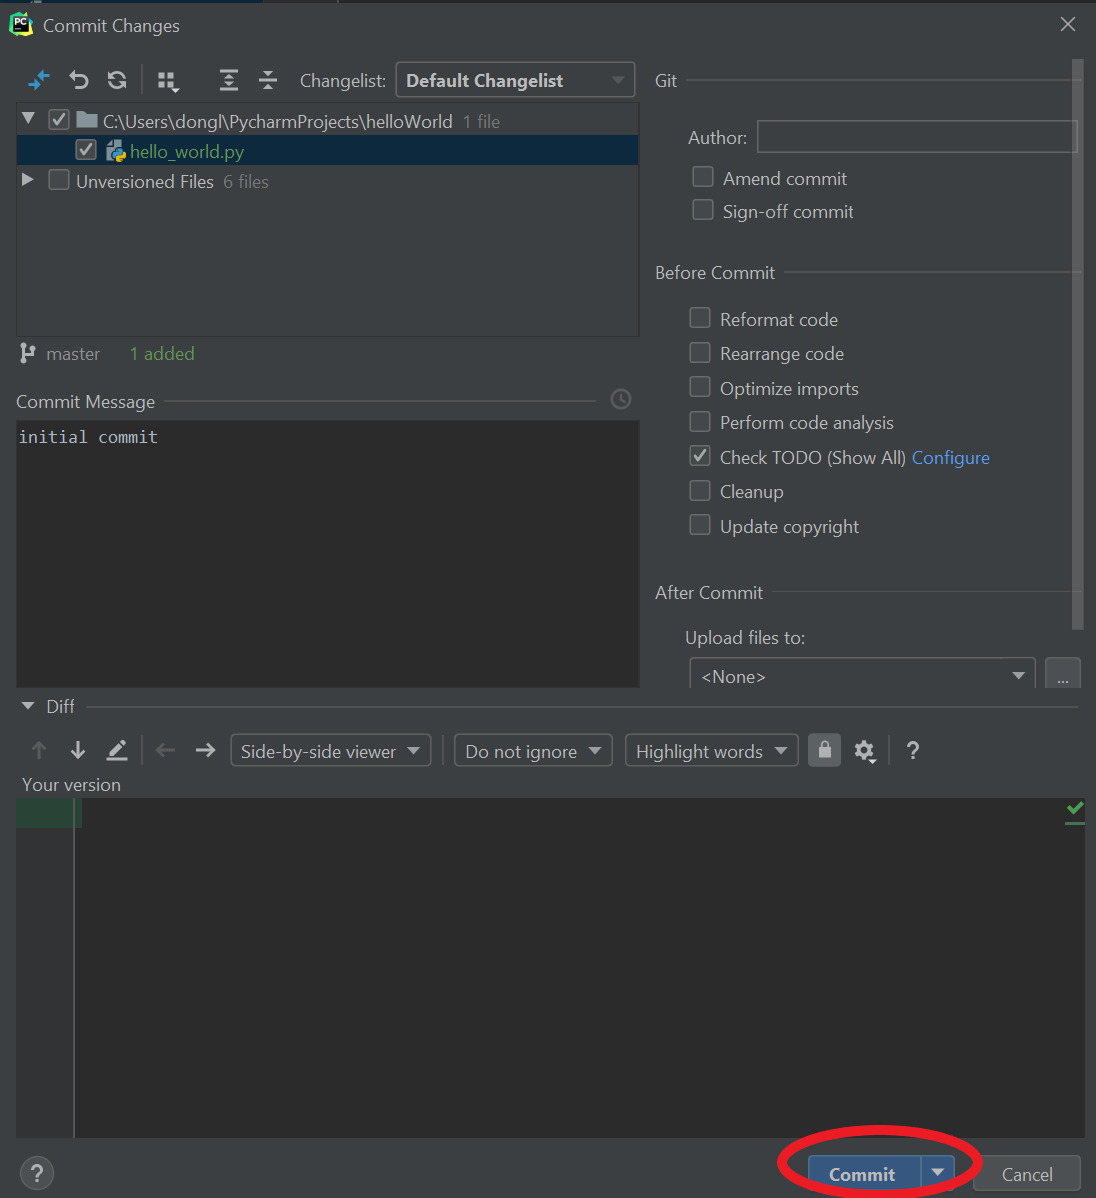 PC
Commit Changes
Changelist: Default Changelist
C:\Users\dongl\PycharmProjects\helloWorld 1 file
hello_world.py
Unversioned Files 6 files
master 1 added
Commit Message
initial commit
Git
Author:
Amend commit
Sign-off commit
Before Commit
Reformat code
Rearrange code
Optimize imports
Perform code analysis
Check TODO (Show All) Configure
Cleanup
Update copyright
After Commit
Upload files to:
<None> ...
Diff
Side-by-side viewer Do not ignore Highlight words ?
Your version
? Commit Cancel